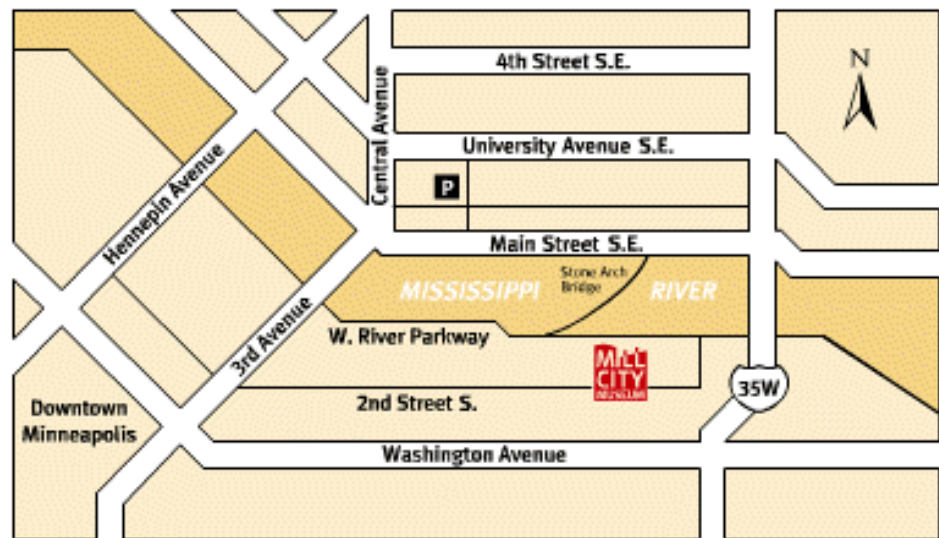 4th Street S.E.
N
Central Avenue
University Avenue S.E.
P
Hennepin Avenue
Main Street S.E.
Stone Arch
Bridge
MISSISSIPPI
RIVER
3rd Avenue
W. River Parkway
MILL
CITY
MUSEUM
35W
2nd Street S.
Downtown
Minneapolis
Washington Avenue